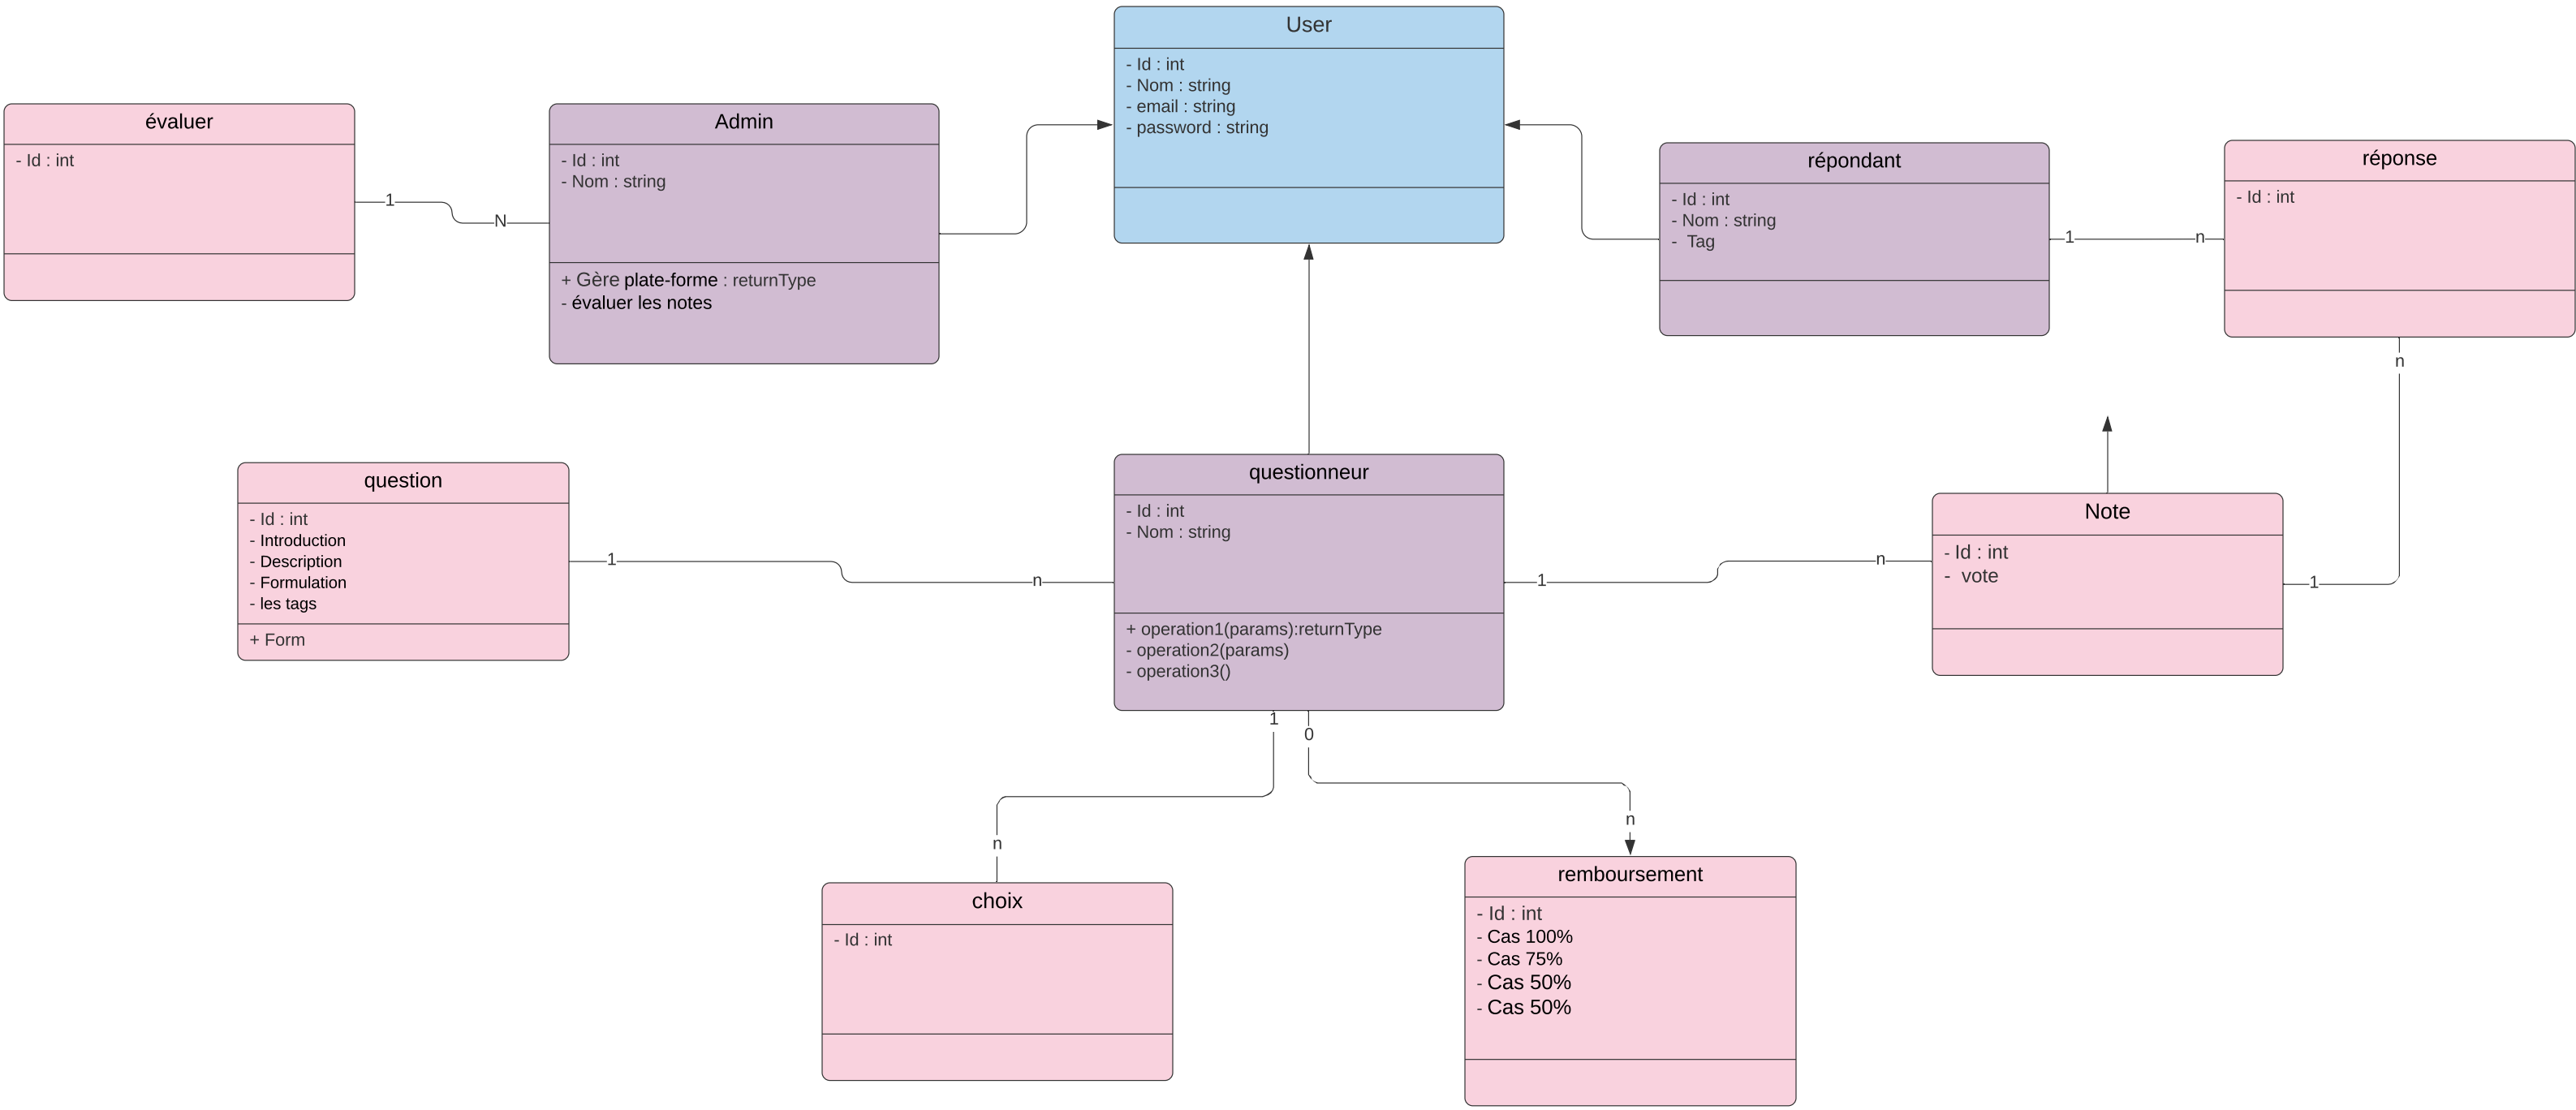 User
- Id : int
- Nom : string
- email : string
- password : string
évaluer
- Id : int
1
N
Admin
- Id : int
- Nom : string
+ Gère plate-forme : returnType
- évaluer les notes
répondant
- Id : int
- Nom : string
- Tag
1
n
réponse
- Id : int
n
question
- Id : int
- Introduction
- Description
- Formulation
- les tags
+ Form
1
n
questionneur
- Id : int
- Nom : string
+ operation1(params):returnType
- operation2(params)
- operation3()
1
n
Note
- Id : int
- vote
1
1
0
n
n
choix
- Id : int
remboursement
- Id : int
- Cas 100%
- Cas 75%
- Cas 50%
- Cas 50%